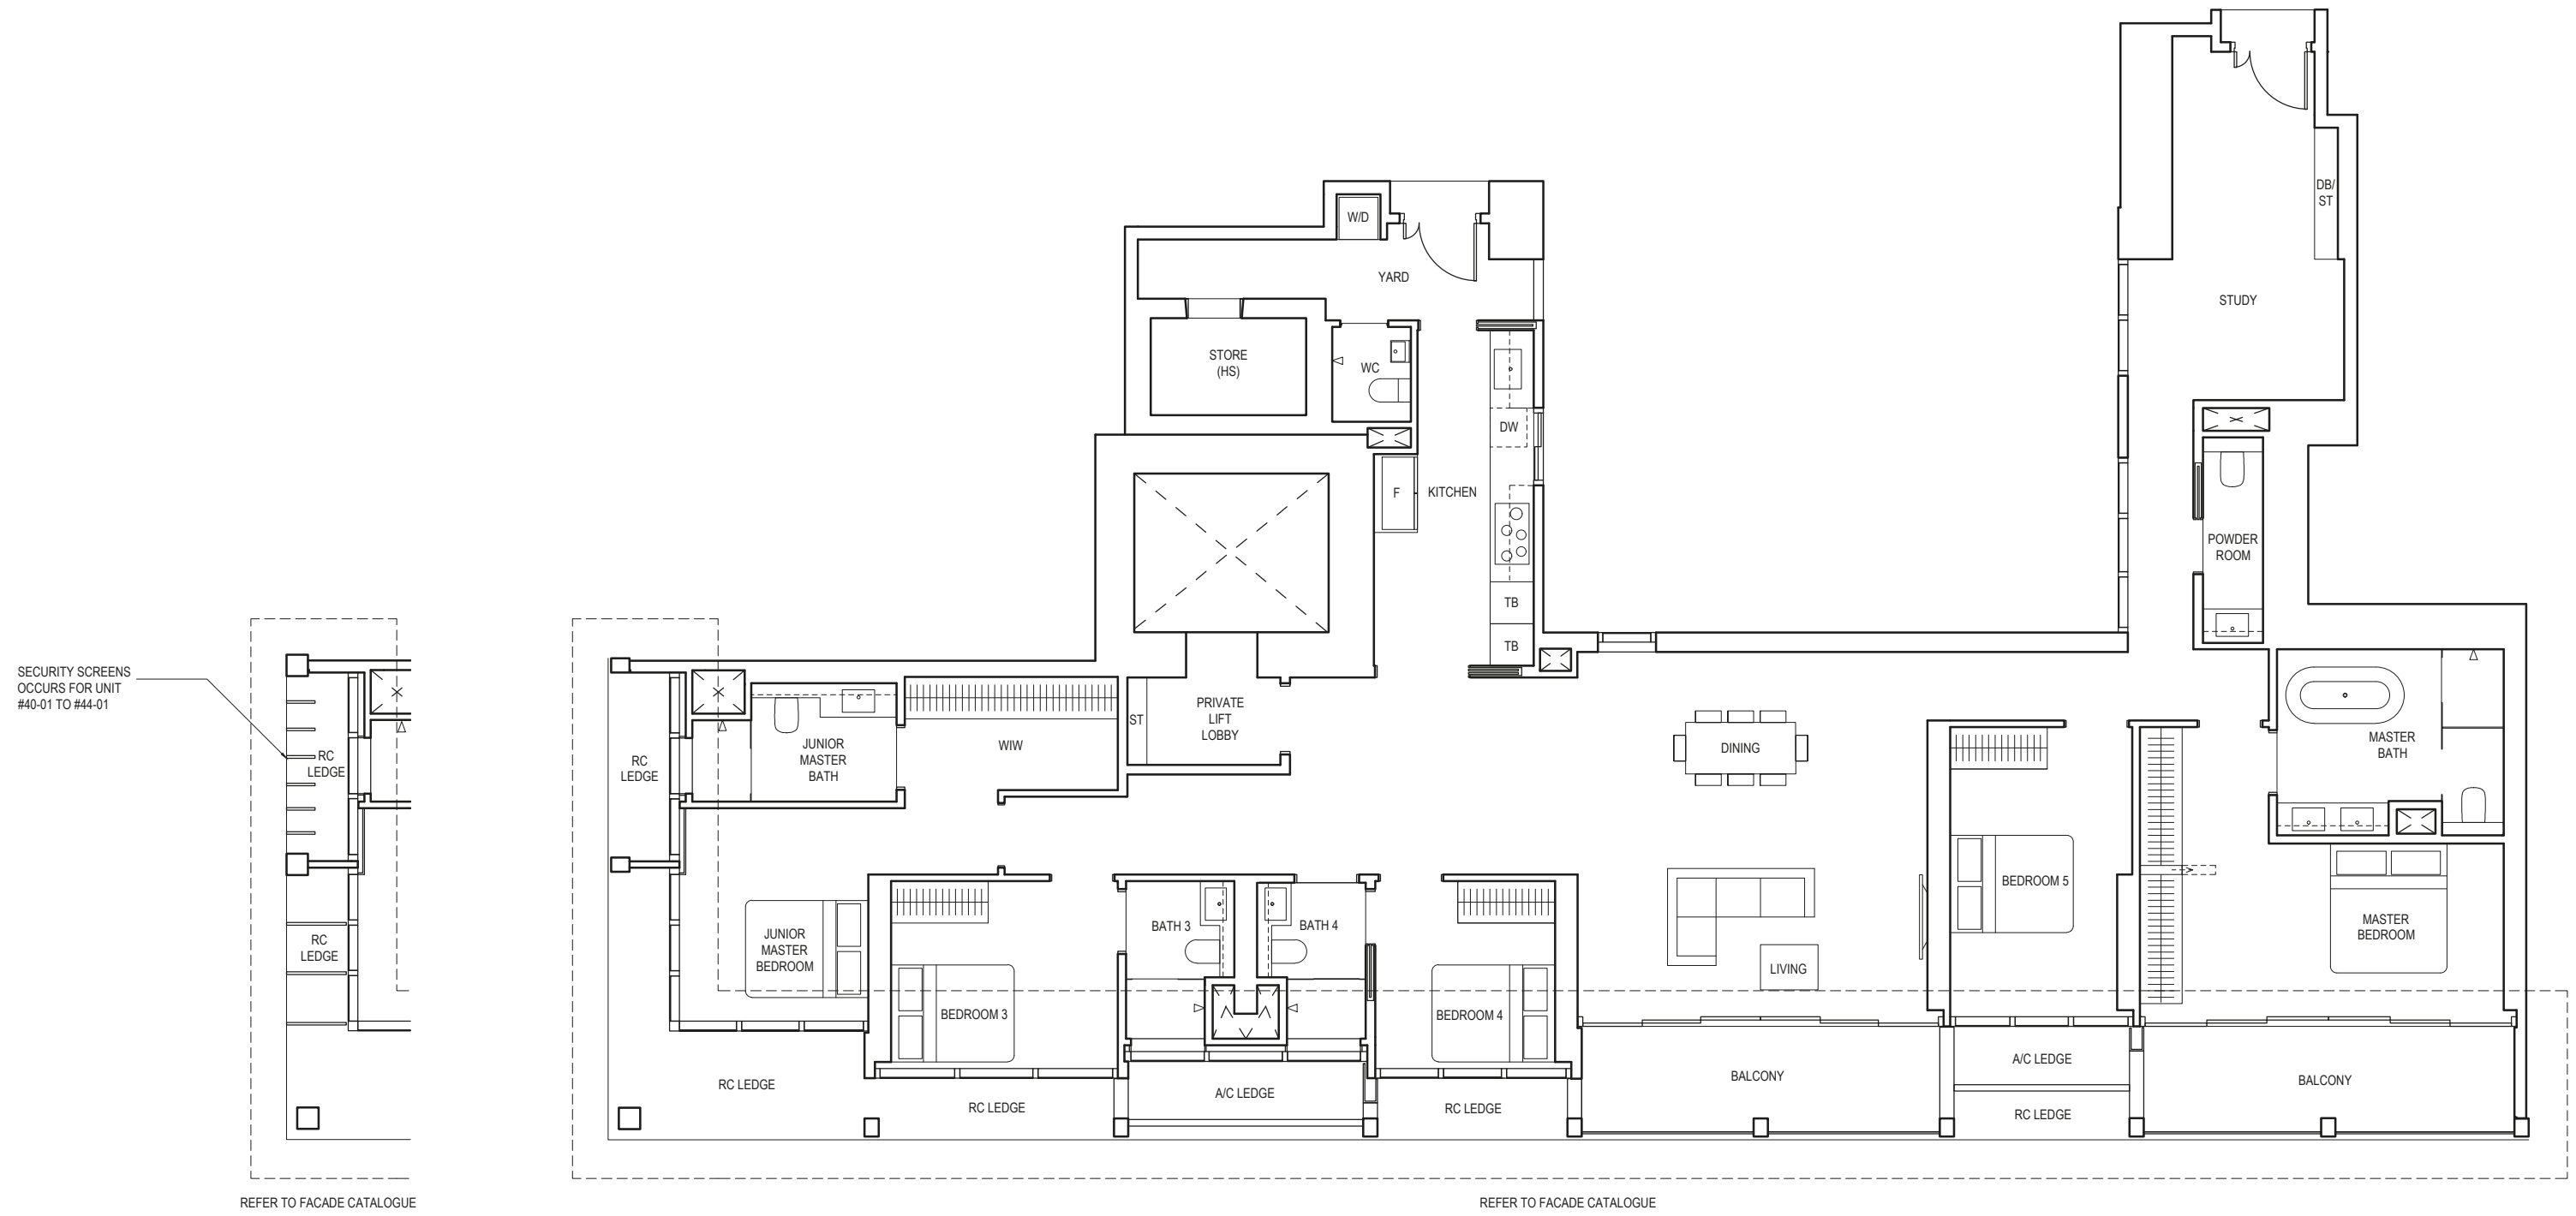 DB/
ST
W/D
YARD
STUDY
STORE
(HS)
WC
DW
F
KITCHEN
POWDER
ROOM
TB
TB
SECURITY SCREENS
OCCURS FOR UNIT
#40-01 TO #44-01
RC
LEDGE
RC
LEDGE
RC
LEDGE
JUNIOR
MASTER
BATH
WIW
ST
PRIVATE
LIFT
LOBBY
DINING
MASTER
BATH
JUNIOR
MASTER
BEDROOM
BEDROOM 3
BATH 3
BATH 4
BEDROOM 4
LIVING
BEDROOM 5
MASTER
BEDROOM
RC LEDGE
RC LEDGE
A/C LEDGE
RC LEDGE
BALCONY
A/C LEDGE
RC LEDGE
BALCONY
REFER TO FACADE CATALOGUE
REFER TO FACADE CATALOGUE